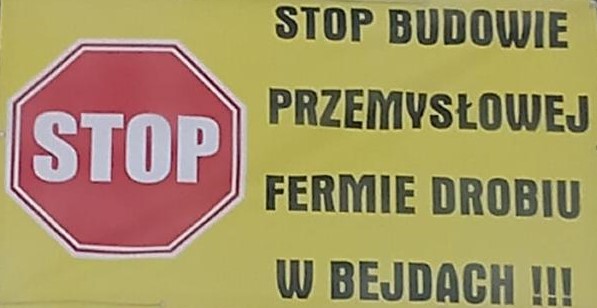 STOP
STOP BUDOWIE
PRZEMYSŁOWEJ
FERMIE DROBIU
W BEJDACH !!!